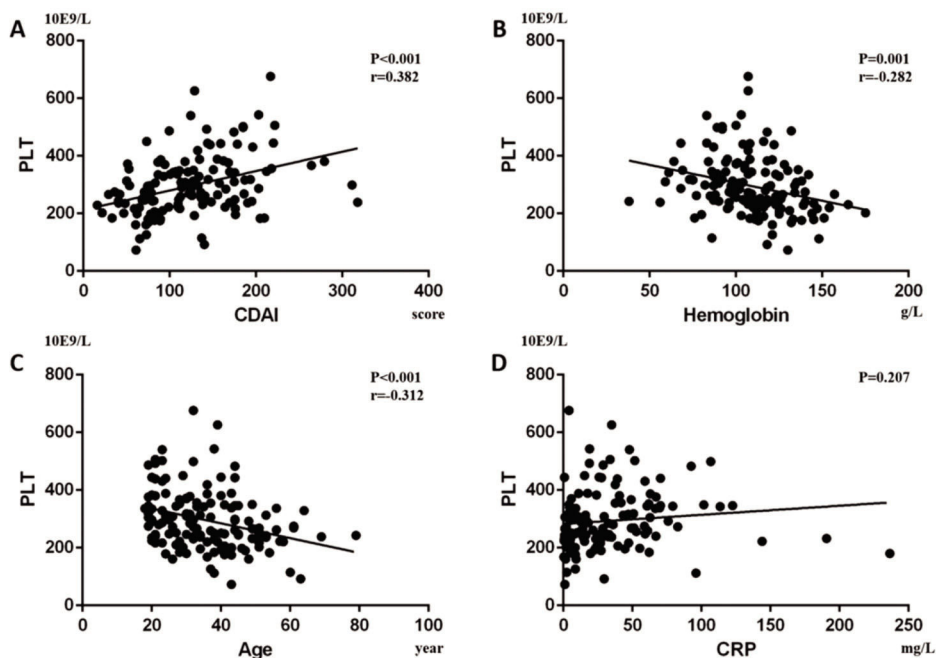 A
10E9/L
800
600
400
200
0
PLT
P<0.001
r=0.382
0 100 200 300 400
CDAI
score
B
10E9/L
800
600
400
200
0
PLT
P=0.001
r=-0.282
0 50 100 150 200
Hemoglobin
g/L
C
10E9/L
800
600
400
200
0
PLT
P<0.001
r=-0.312
0 20 40 60 80 100
Age
year
D
10E9/L
800
600
400
200
0
PLT
P=0.207
0 50 100 150 200 250
CRP
mg/L